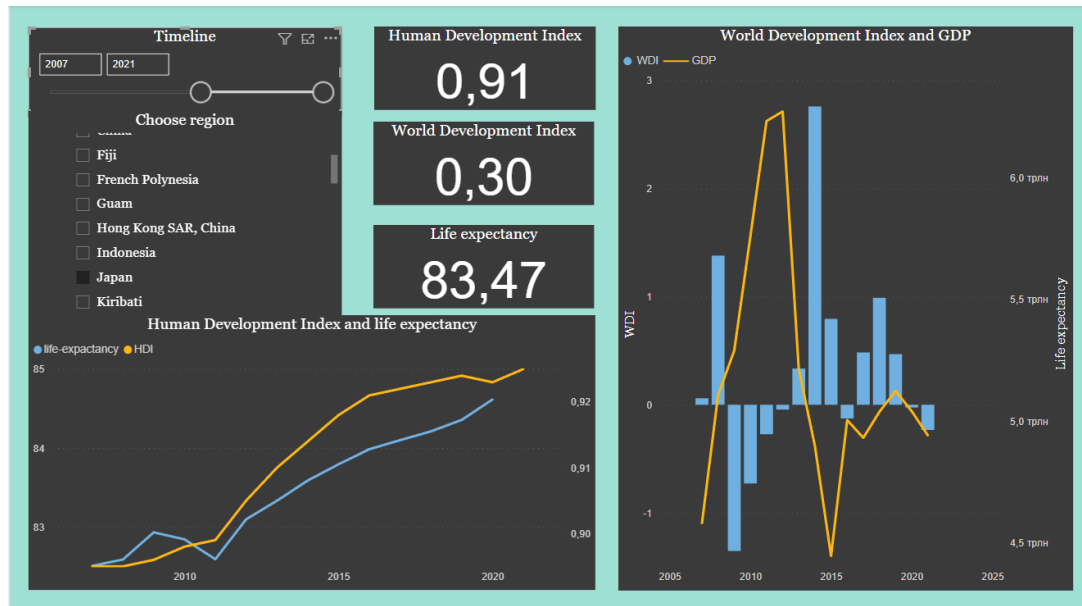 Timeline
2007 2021
Choose region
China
Fiji
French Polynesia
Guam
Hong Kong SAR, China
Indonesia
Japan
Kiribati
Human Development Index
0,91
World Development Index
0,30
Life expectancy
83,47
Human Development Index and life expectancy
life-expactancy HDI
85
84
83
0,92
0,91
0,90
2010 2015 2020
World Development Index and GDP
WDI GDP
3
2
1
0
-1
WDI
6,0 трлн
5,5 трлн
5,0 трлн
4,5 трлн
Life expectancy
2005 2010 2015 2020 2025